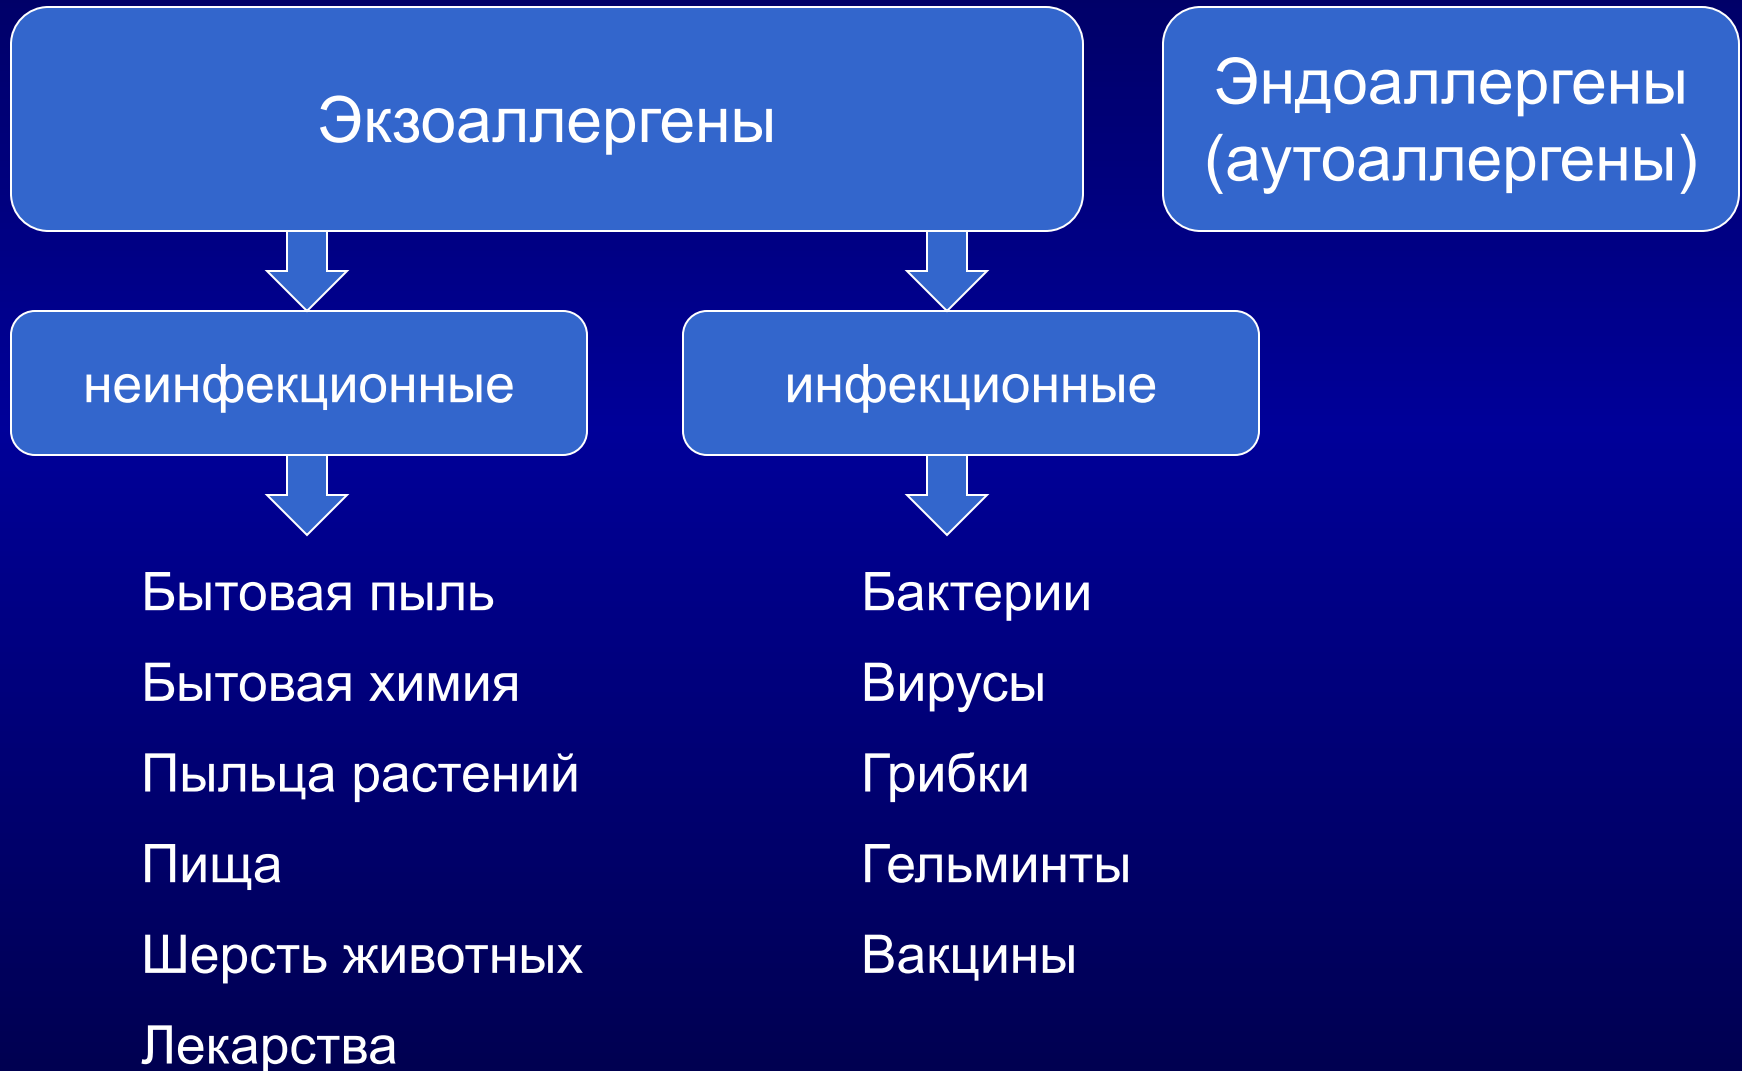 Экзоаллергены
Эндоаллергены
(аутоаллергены)
неинфекционные
инфекционные
Бытовая пыль
Бытовая химия
Пыльца растений
Пища
Шерсть животных
Лекарства
Бактерии
Вирусы
Грибки
Гельминты
Вакцины